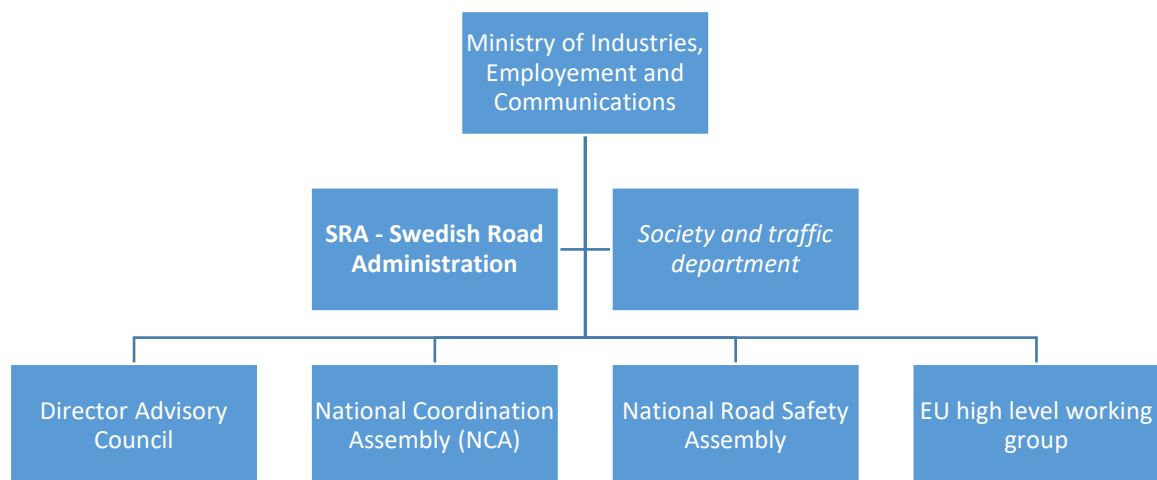 Ministry of Industries,
Employement and
Communications
SRA - Swedish Road
Administration
Society and traffic
department
Director Advisory
Council
National Coordination
Assembly (NCA)
National Road Safety
Assembly
EU high level working
group